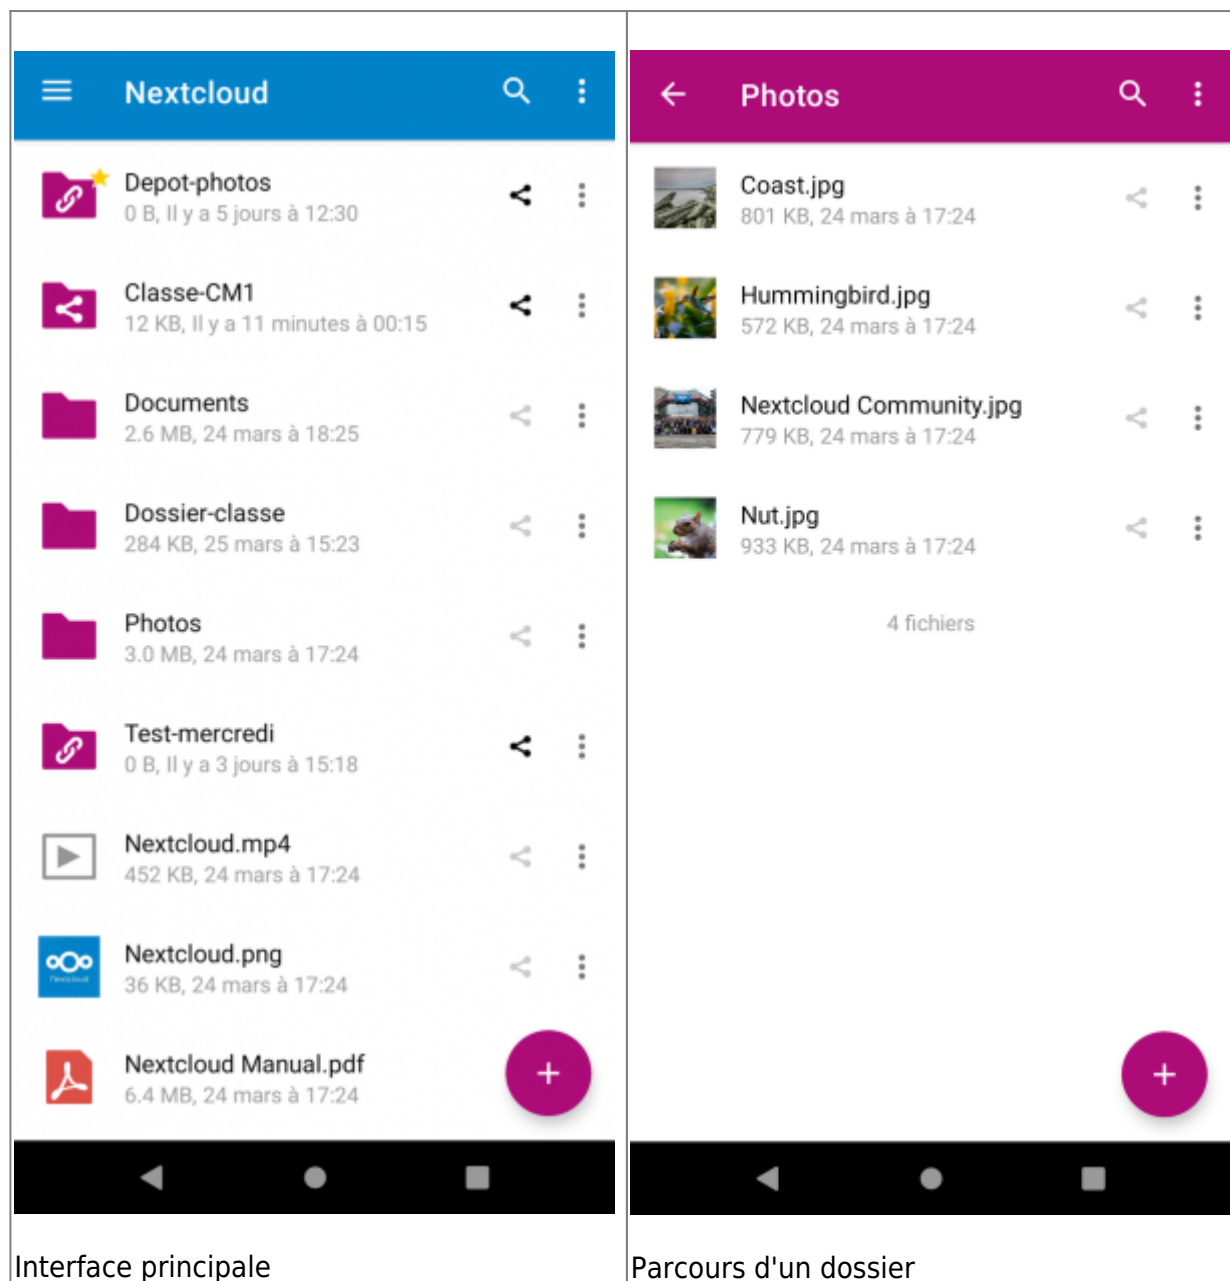 Nextcloud
Depot-photos
0 B, Il y a 5 jours à 12:30
Classe-CM1
12 KB, Il y a 11 minutes à 00:15
Documents
2.6 MB, 24 mars à 18:25
Dossier-classe
284 KB, 25 mars à 15:23
Photos
3.0 MB, 24 mars à 17:24
Test-mercredi
0 B, Il y a 3 jours à 15:18
Nextcloud.mp4
452 KB, 24 mars à 17:24
Nextcloud.png
36 KB, 24 mars à 17:24
Nextcloud Manual.pdf
6.4 MB, 24 mars à 17:24
Interface principale
Photos
Coast.jpg
801 KB, 24 mars à 17:24
Hummingbird.jpg
572 KB, 24 mars à 17:24
Nextcloud Community.jpg
779 KB, 24 mars à 17:24
Nut.jpg
933 KB, 24 mars à 17:24
4 fichiers
Parcours d'un dossier